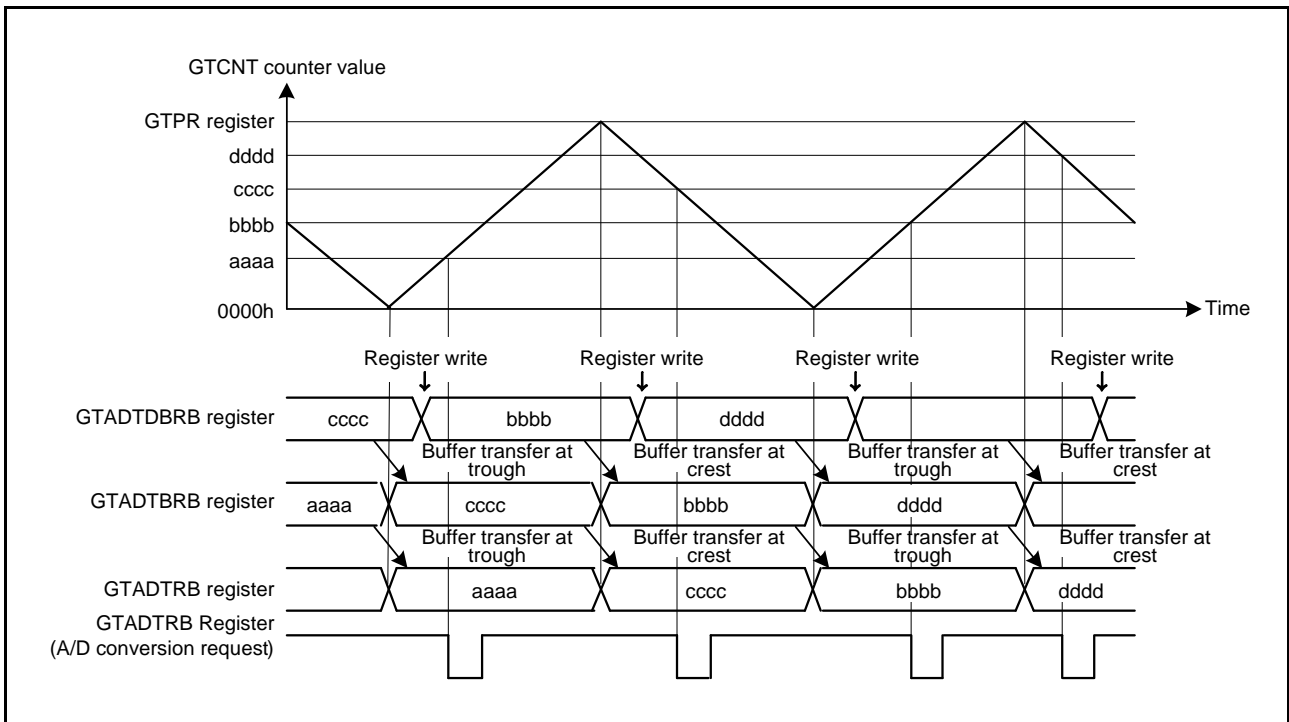 GTCNT counter value
GTPR register
dddd
cccc
bbbb
aaaa
0000h
Time
Register write Register write Register write Register write
GTADTDBRB register cccc bbbb dddd
Buffer transfer at trough Buffer transfer at crest Buffer transfer at trough Buffer transfer at crest
GTADTBRB register aaaa cccc bbbb dddd
Buffer transfer at trough Buffer transfer at crest Buffer transfer at trough Buffer transfer at crest
GTADTRB register aaaa cccc bbbb dddd
GTADTRB Register
(A/D conversion request)